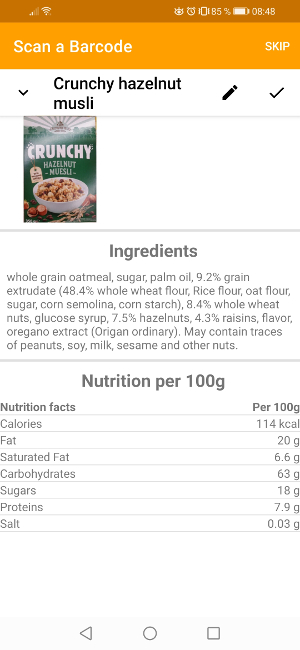 85 % 08:48
Scan a Barcode SKIP
Crunchy hazelnut
musli
CRUNCHY
HAZELNUT
- MUESLI -
Ingredients
whole grain oatmeal, sugar, palm oil, 9.2% grain
extrudate (48.4% whole wheat flour, Rice flour, oat flour,
sugar, corn semolina, corn starch), 8.4% whole wheat
nuts, glucose syrup, 7.5% hazelnuts, 4.3% raisins, flavor,
oregano extract (Origan ordinary). May contain traces
of peanuts, soy, milk, sesame and other nuts.
Nutrition per 100g
Nutrition facts Per 100g
Calories 114 kcal
Fat 20 g
Saturated Fat 6.6 g
Carbohydrates 63 g
Sugars 18 g
Proteins 7.9 g
Salt 0.03 g